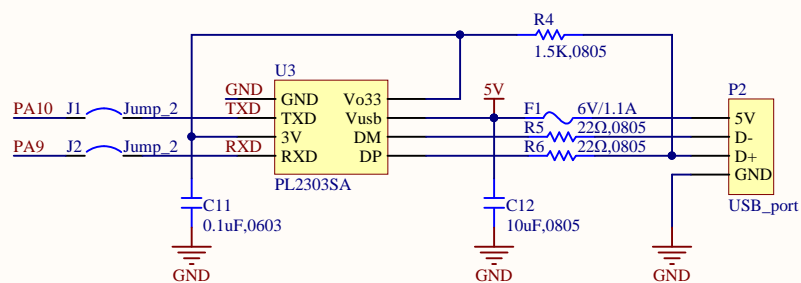 R4
1.5K,0805
U3
P2
GND
GND
Vo33
5V
F1
6V/1.1A
PA10
J1
Jump_2
TXD
TXD
Vusb
5V
R5
22Ω,0805
3V
DM
D-
PA9
J2
Jump_2
RXD
RXD
DP
R6
22Ω,0805
D+
GND
PL2303SA
USB_port
C11
0.1uF,0603
C12
10uF,0805
GND
GND
GND